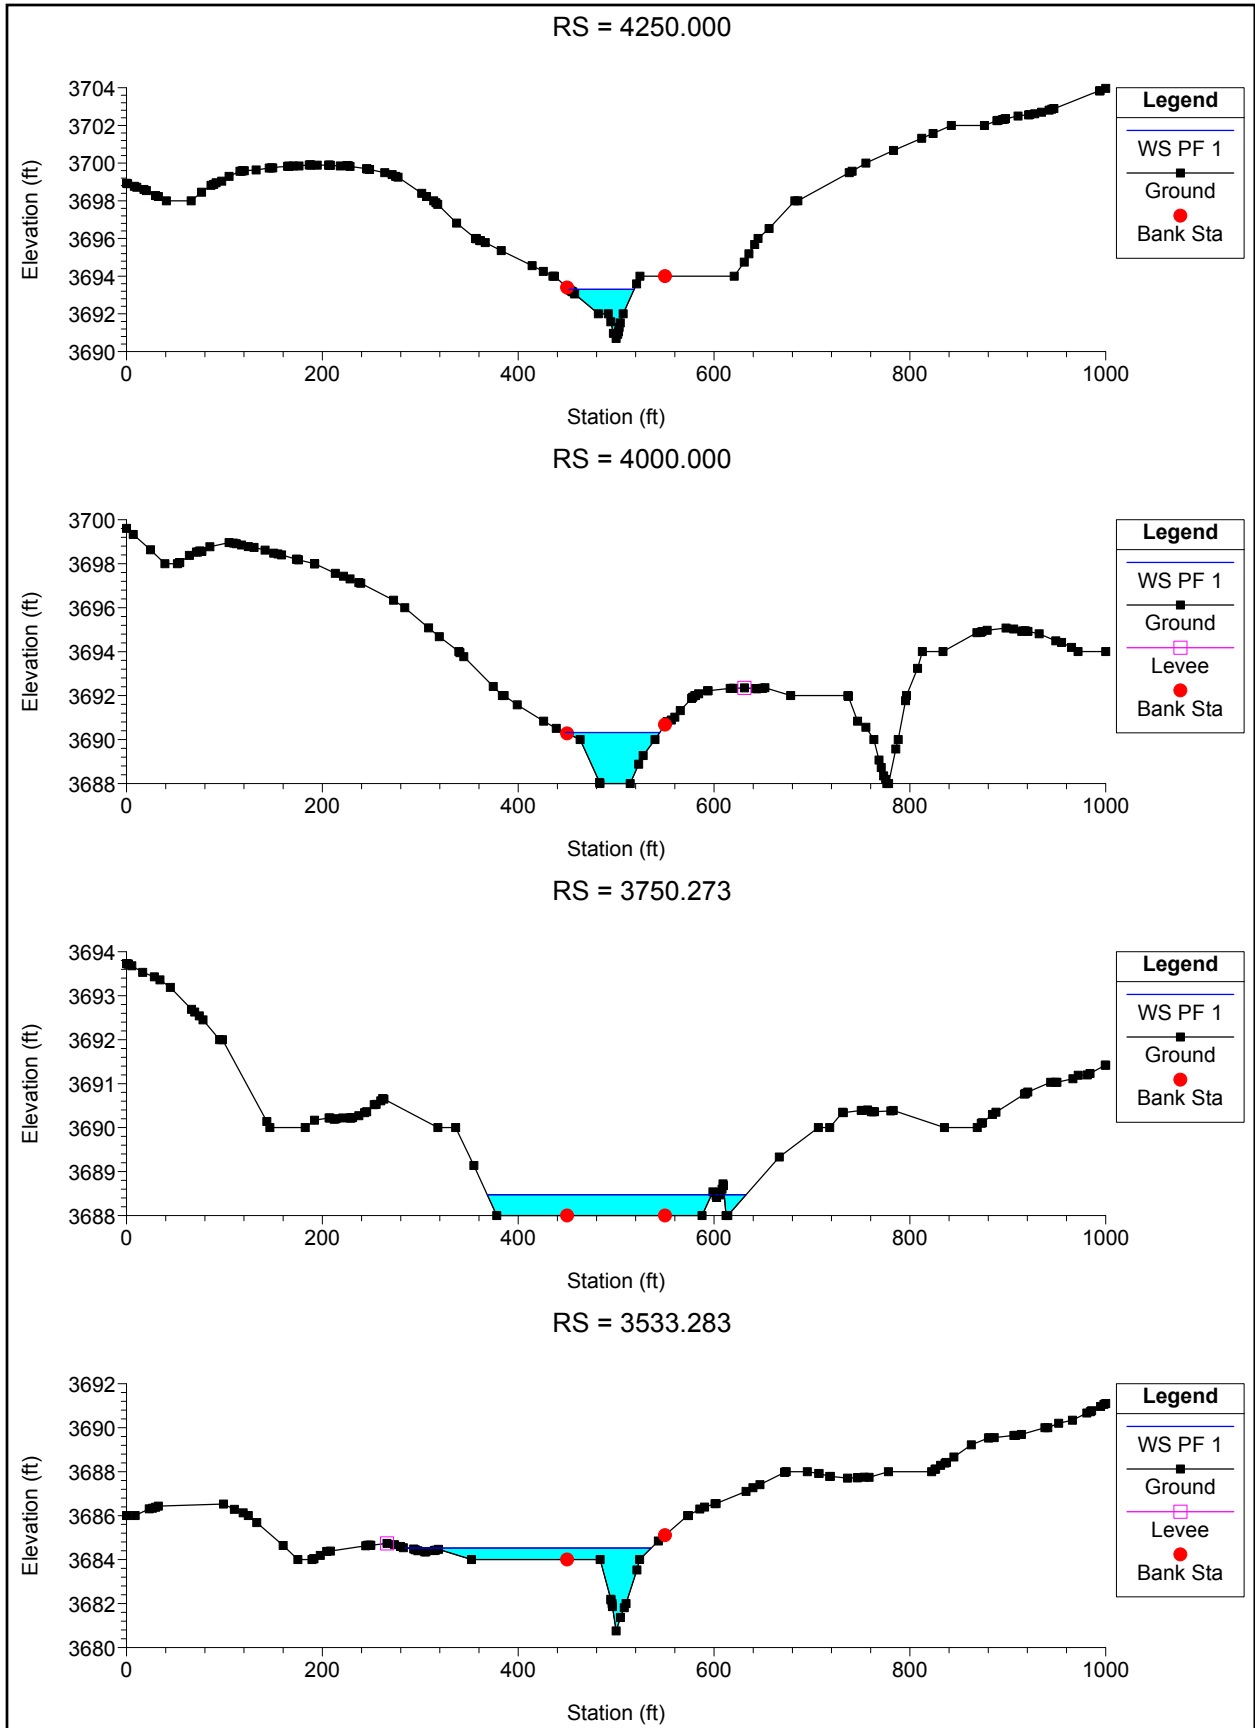 RS = 4250.000
Elevation (ft)
3704
3702
3700
3698
3696
3694
3692
3690
0 200 400 600 800 1000
Station (ft)
Legend
WS PF 1
Ground
Bank Sta
RS = 4000.000
Elevation (ft)
3700
3698
3696
3694
3692
3690
3688
0 200 400 600 800 1000
Station (ft)
Legend
WS PF 1
Ground
Levee
Bank Sta
RS = 3750.273
Elevation (ft)
3694
3693
3692
3691
3690
3689
3688
0 200 400 600 800 1000
Station (ft)
Legend
WS PF 1
Ground
Bank Sta
RS = 3533.283
Elevation (ft)
3692
3690
3688
3686
3684
3682
3680
0 200 400 600 800 1000
Station (ft)
Legend
WS PF 1
Ground
Levee
Bank Sta